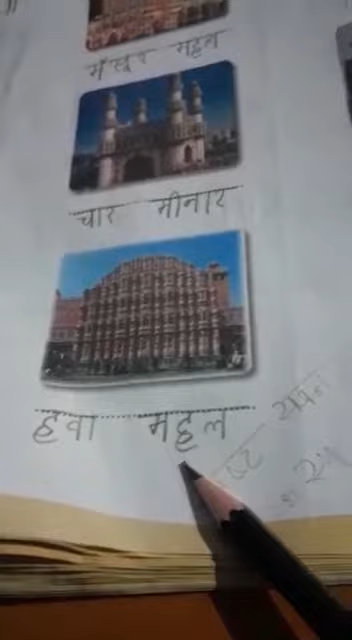 मैसूर महल
चार मीनार
हवा महल